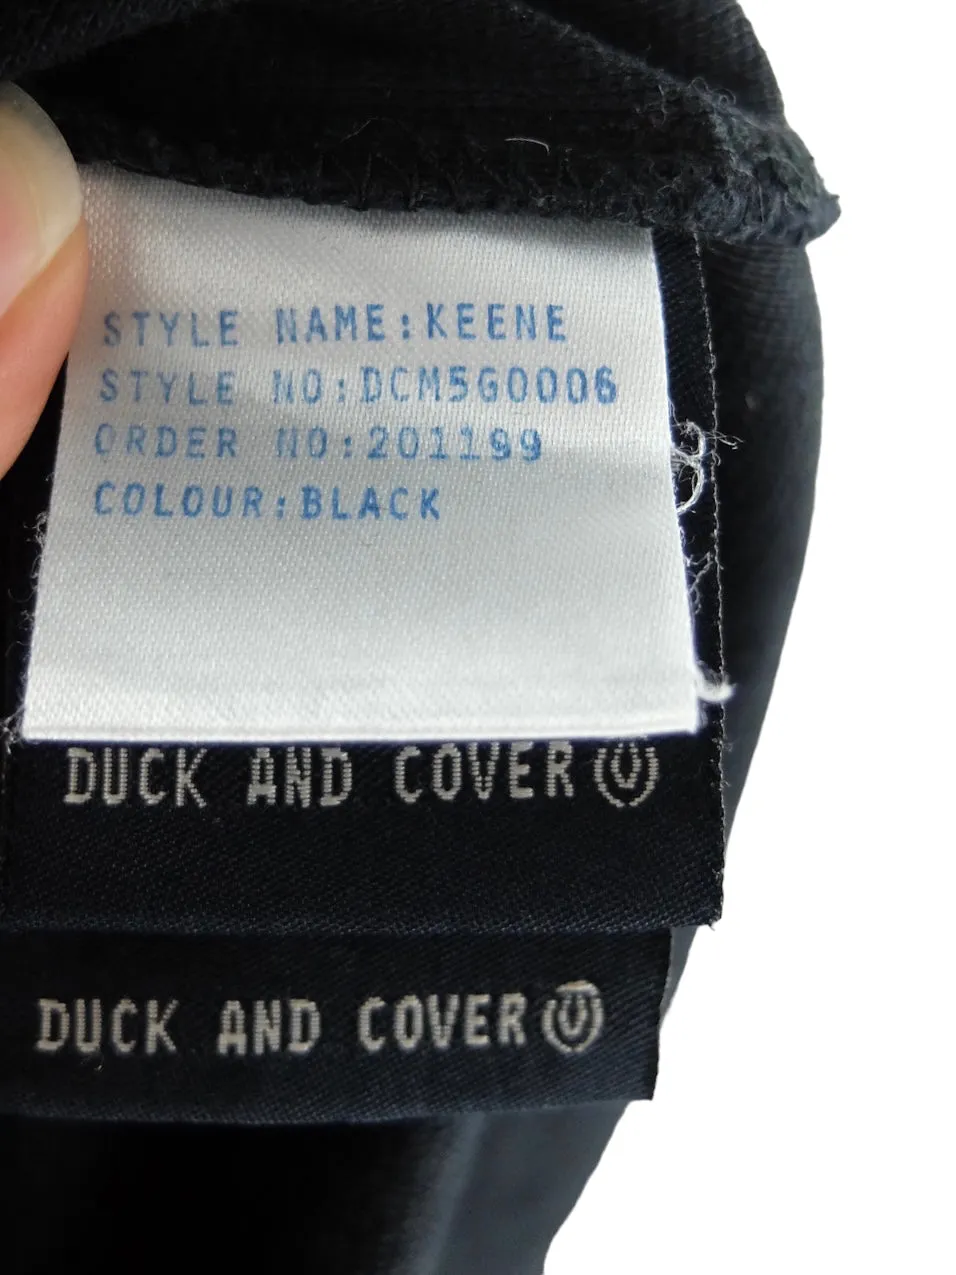 STYLE NAME:KEENE
STYLE NO:DCM5G0006
ORDER NO:201199
COLOUR:BLACK
DUCK AND COVER
DUCK AND COVER